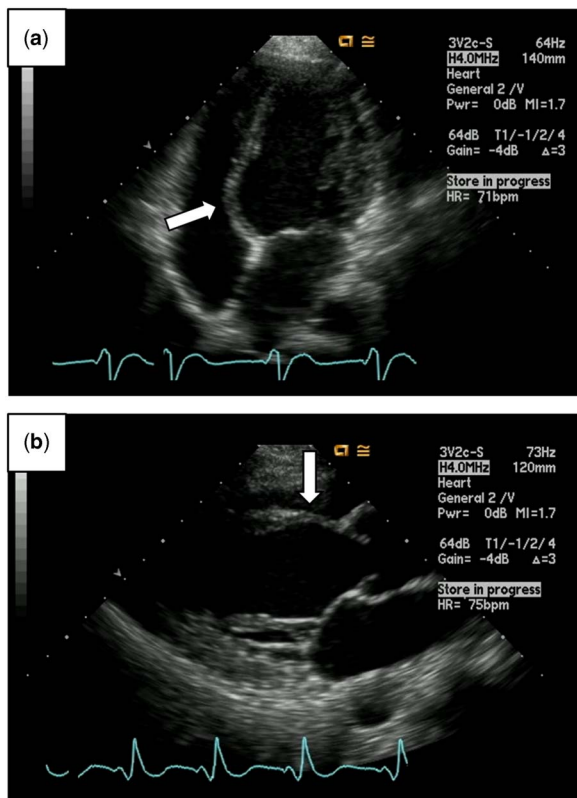 (a)
3V2c-S 64Hz
H4.0MHz 140mm
Heart
General 2 /V
Pwr= 0dB MI=1.7
64dB T1/-1/2/4
Gain= -4dB Δ=3
Store in progress
HR= 71bpm
(b)
3V2c-S 73Hz
H4.0MHz 120mm
Heart
General 2 /V
Pwr= 0dB MI=1.7
64dB T1/-1/2/4
Gain= -4dB Δ=3
Store in progress
HR= 75bpm